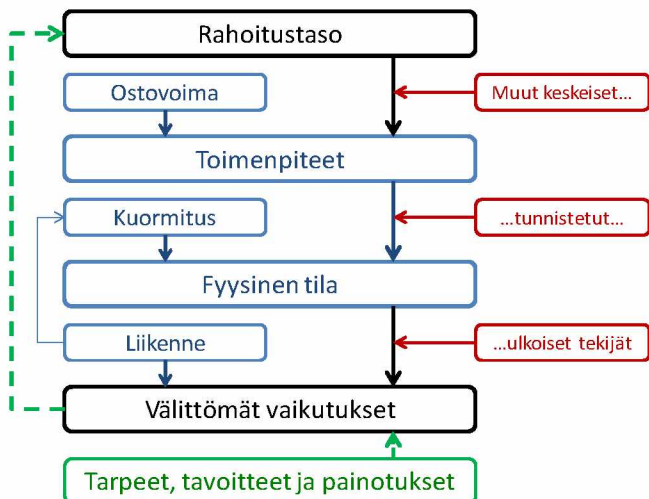 Rahoitustaso
Ostovoima
Muut keskeiset...
Toimenpiteet
Kuormitus
...tunnistetut...
Fyysinen tila
Liikenne
...ulkoiset tekijät
Välittömät vaikutukset
Tarpeet, tavoitteet ja painotukset